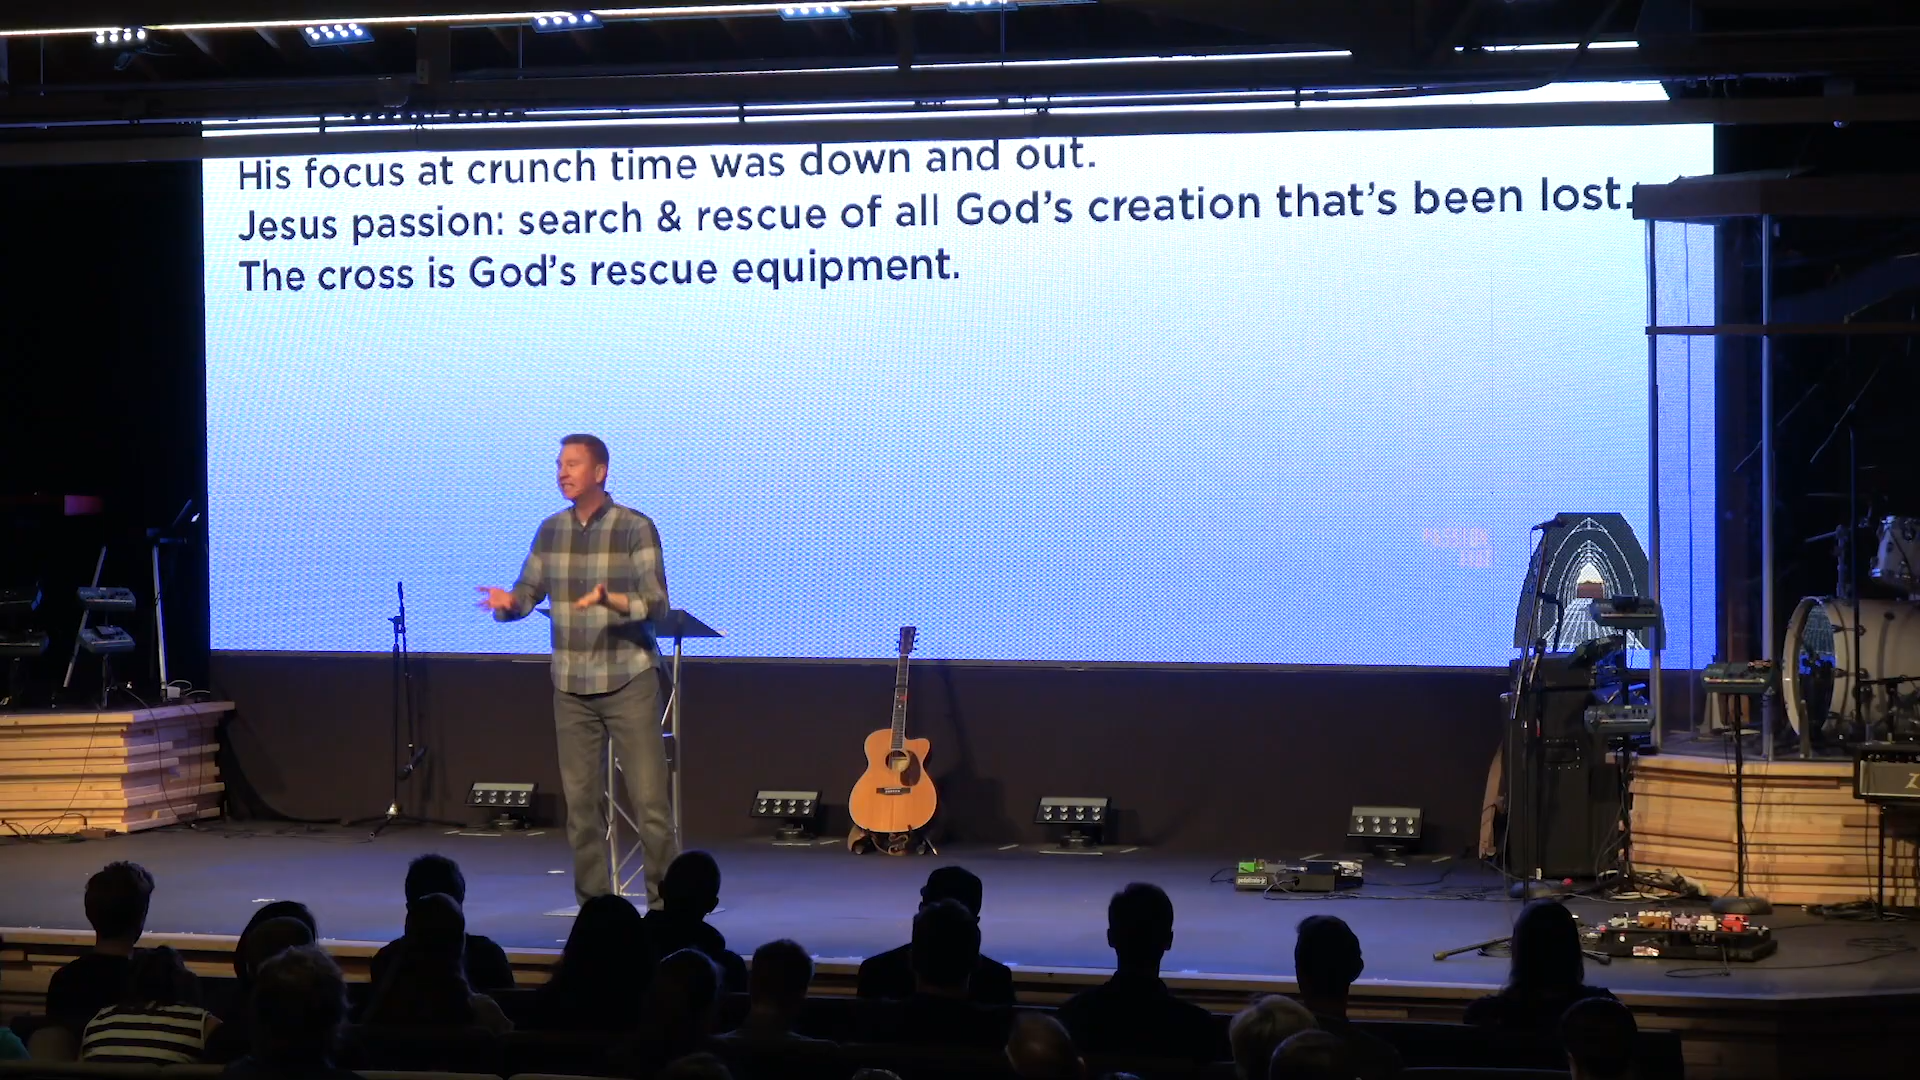 His focus at crunch time was down and out.
Jesus passion: search & rescue of all God's creation that's been lost.
The cross is God's rescue equipment.